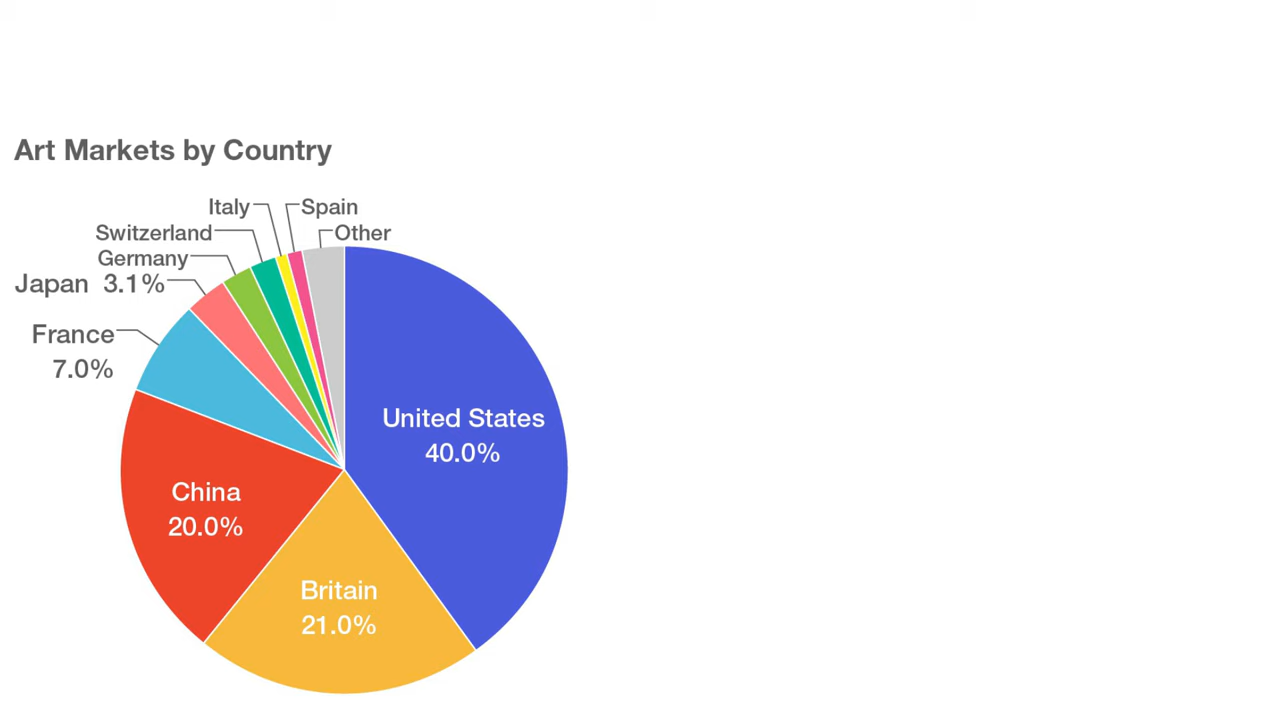 Art Markets by Country
Italy
Spain
Switzerland
Other
Germany
Japan 3.1%
France
7.0%
United States
40.0%
China
20.0%
Britain
21.0%